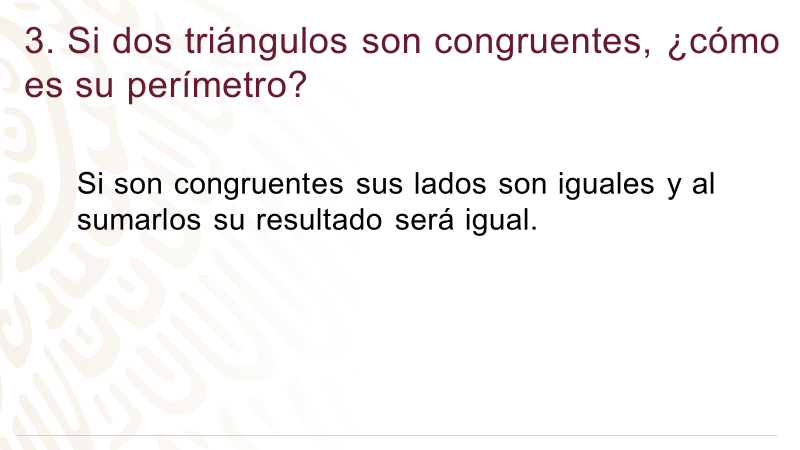 3. Si dos triángulos son congruentes, ¿cómo
es su perímetro?
Si son congruentes sus lados son iguales y al
sumarlos su resultado será igual.